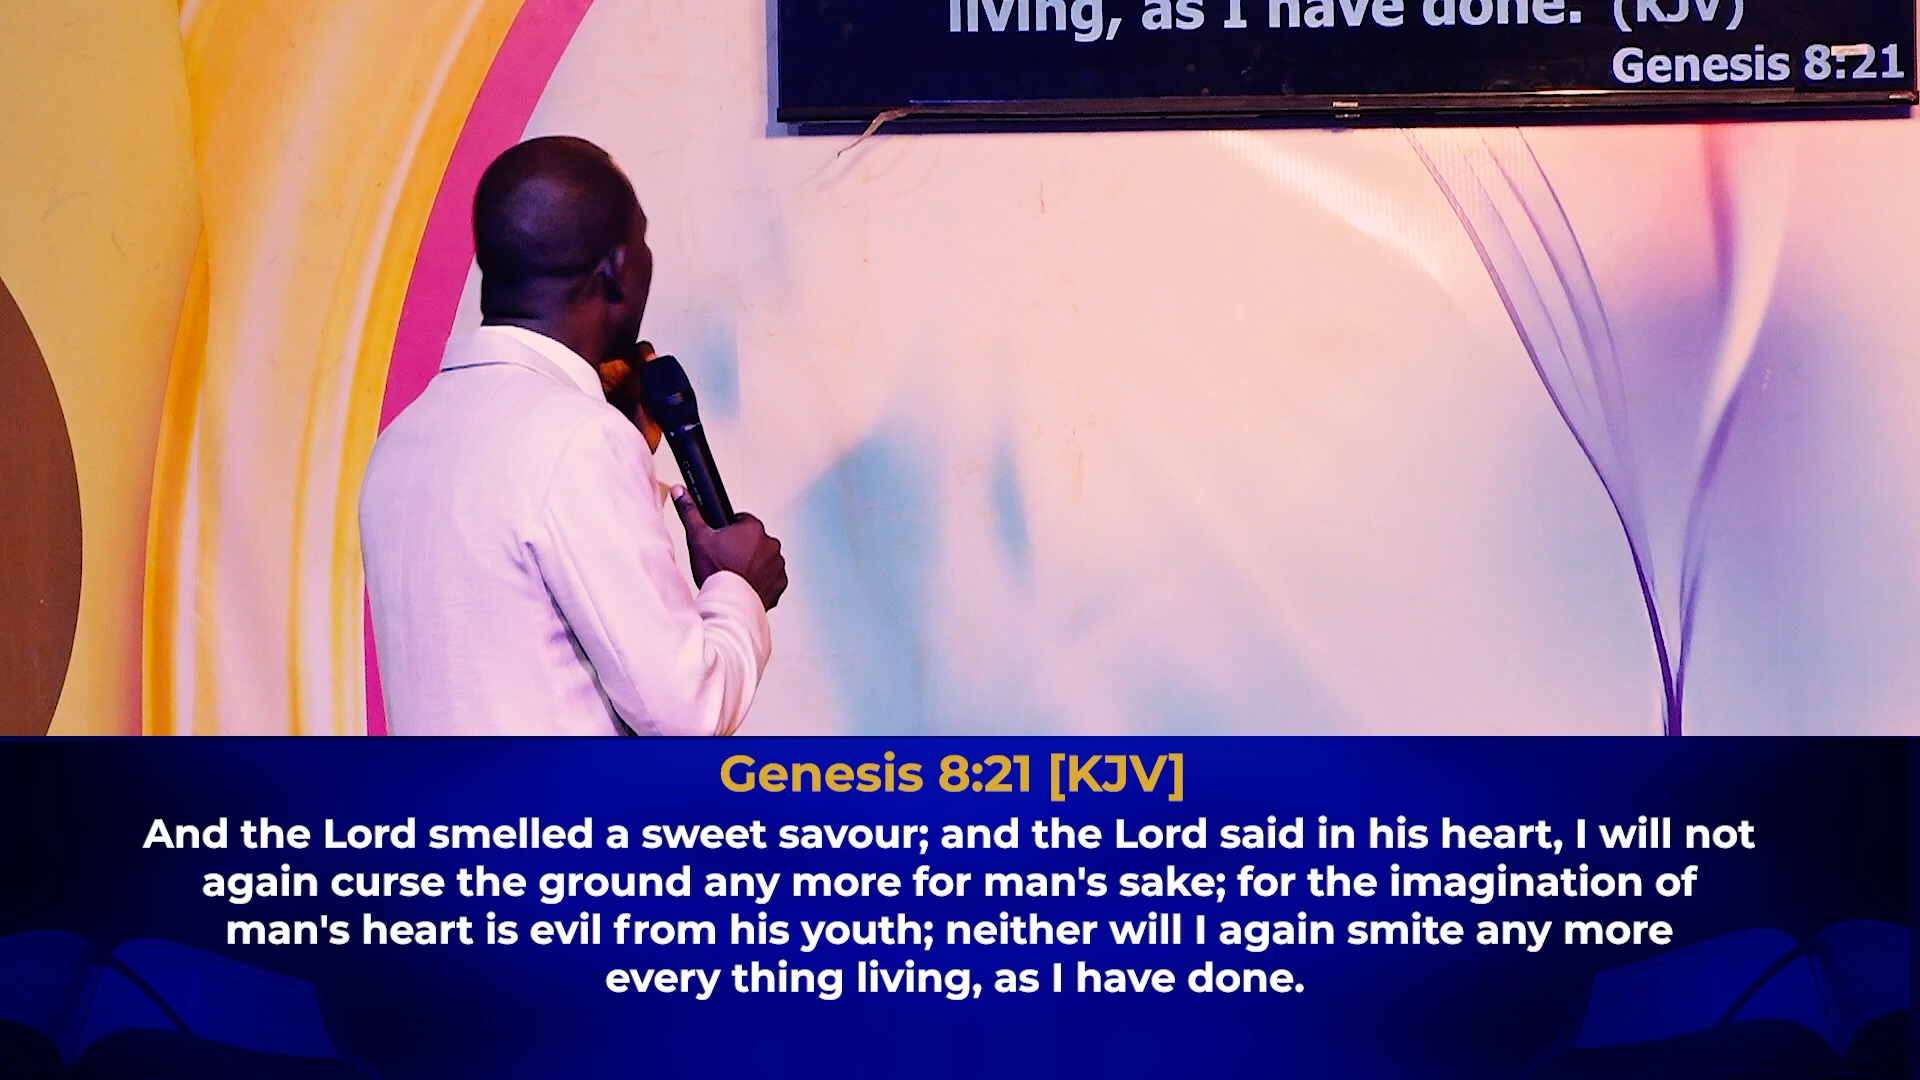 living, as I have done. (KJV)
Genesis 8:21
Genesis 8:21 [KJV]
And the Lord smelled a sweet savour; and the Lord said in his heart, I will not
again curse the ground any more for man's sake; for the imagination of
man's heart is evil from his youth; neither will I again smite any more
every thing living, as I have done.